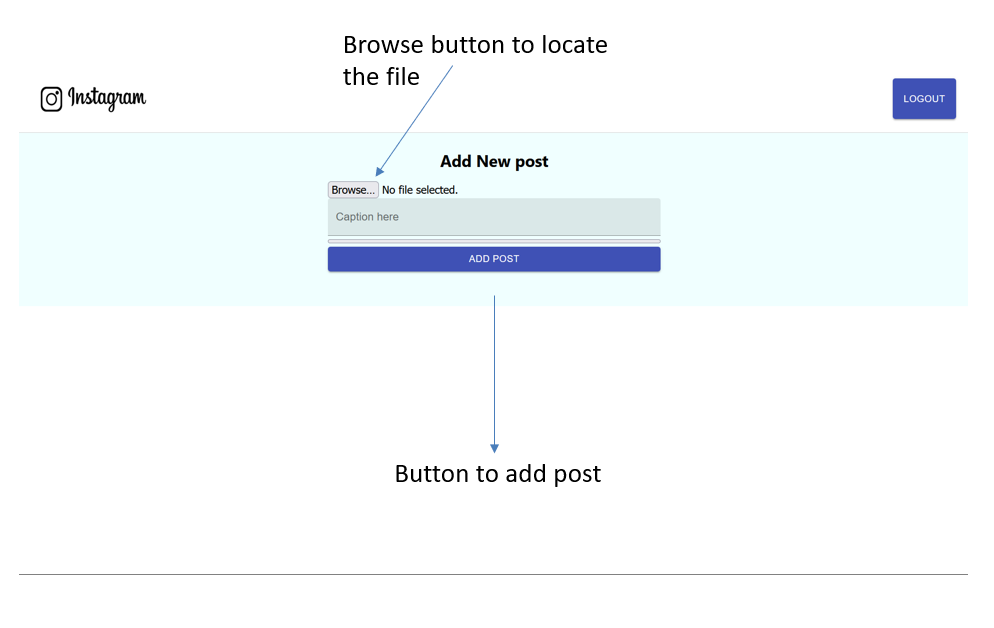 Browse button to locate
the file
Instagram
LOGOUT
Add New post
Browse... No file selected.
Caption here
ADD POST
Button to add post